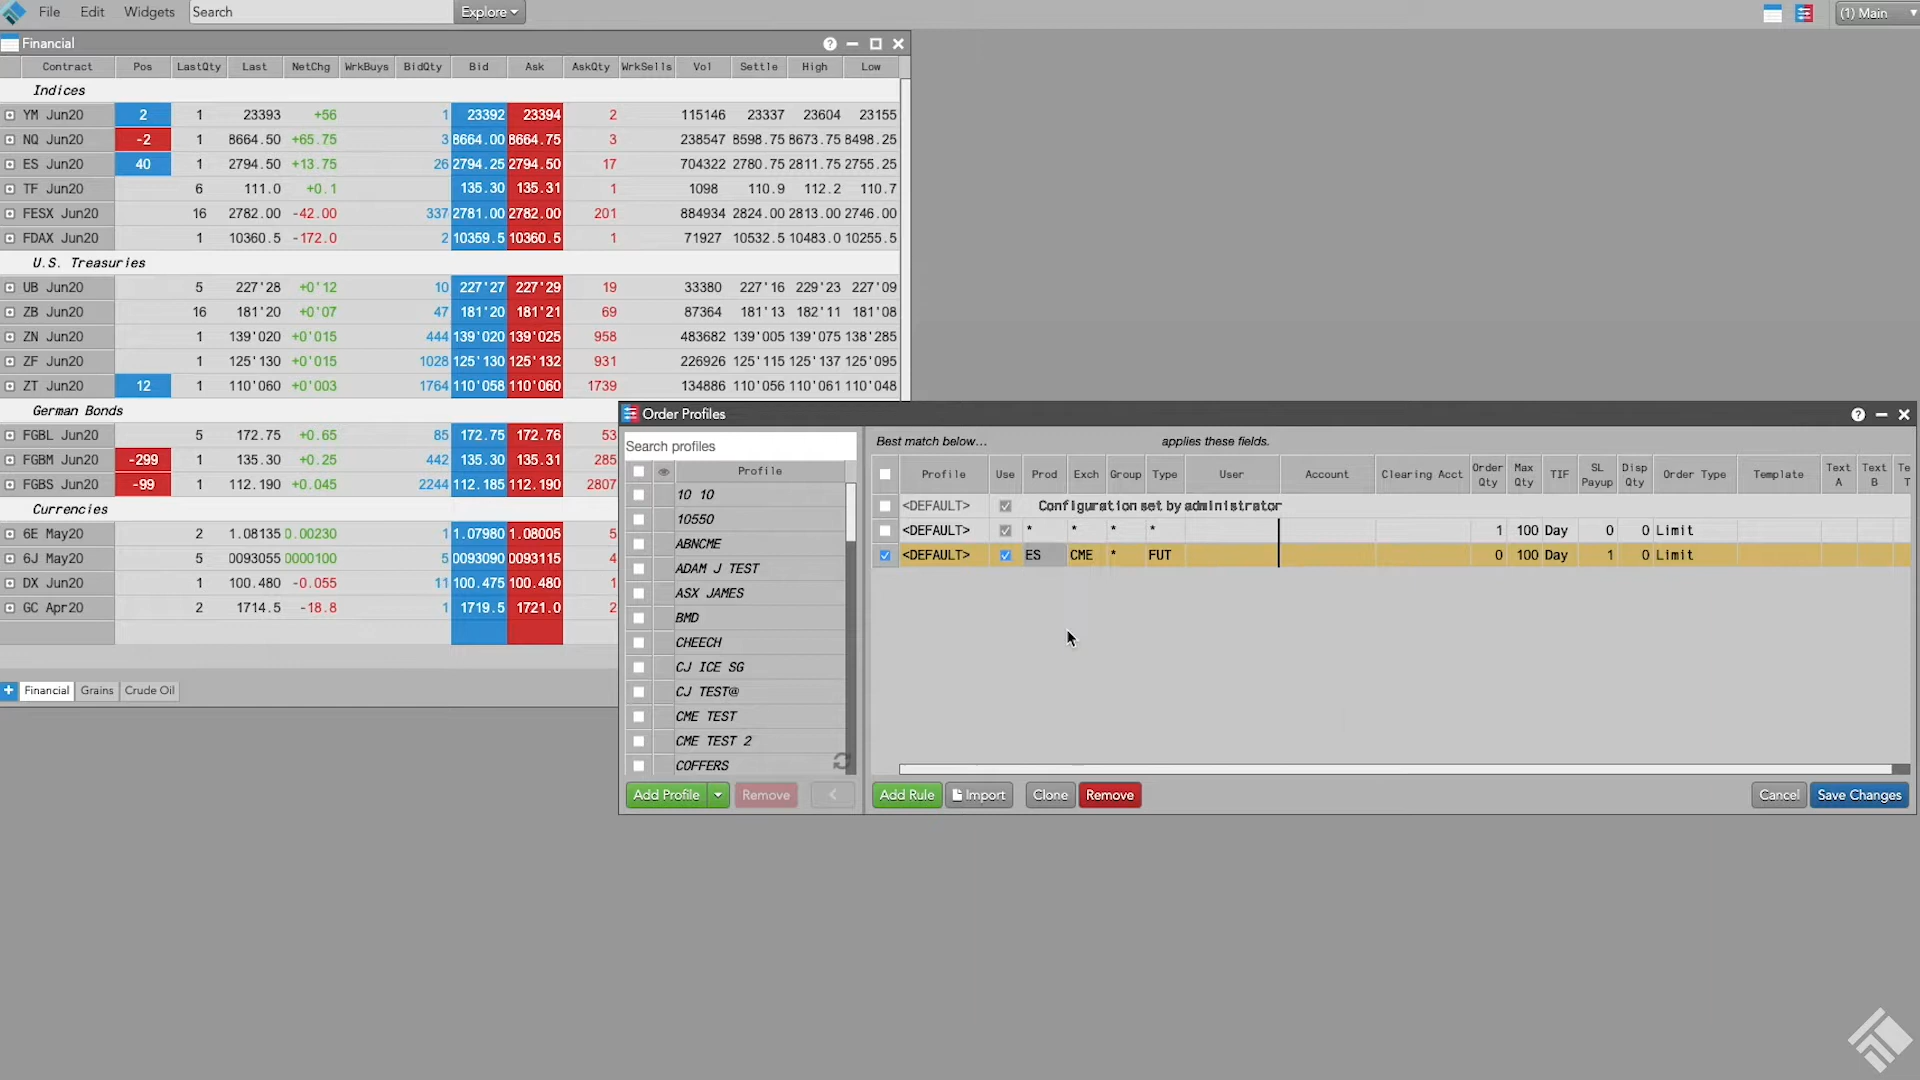 File Edit Widgets Search Explore (1) Main
Financial
Contract Pos LastQty Last NetChg WrkBuys BidQty Bid Ask AskQty WrkSells Vol Settle High Low
Indices
YM Jun20 2 1 23393 +56 1 23392 23394 2 115146 23337 23604 23155
NQ Jun20 -2 1 8664.50 +65.75 3 8664.00 8664.75 3 238547 8598.75 8673.75 8498.25
ES Jun20 40 1 2794.50 +13.75 26 2794.25 2794.50 17 704322 2780.75 2811.75 2755.25
TF Jun20 6 111.0 +0.1 135.30 135.31 1 1098 110.9 112.2 110.7
FESX Jun20 16 2782.00 -42.00 337 2781.00 2782.00 201 884934 2824.00 2813.00 2746.00
FDAX Jun20 1 10360.5 -172.0 2 10359.5 10360.5 1 71927 10532.5 10483.0 10255.5
U.S. Treasuries
UB Jun20 5 227'28 +0'12 10 227'27 227'29 19 33380 227'16 229'23 227'09
ZB Jun20 16 181'20 +0'07 47 181'20 181'21 69 87364 181'13 182'11 181'08
ZN Jun20 1 139'020 +0'015 444 139'020 139'025 958 483682 139'005 139'075 138'285
ZF Jun20 1 125'130 +0'015 1028 125'130 125'132 931 226926 125'115 125'137 125'095
ZT Jun20 12 1 110'060 +0'003 1764 110'058 110'060 1739 134886 110'056 110'061 110'048
German Bonds
FGBL Jun20 5 172.75 +0.65 85 172.75 172.76 53
FGBM Jun20 -299 1 135.30 +0.25 442 135.30 135.31 285
FGBS Jun20 -99 1 112.190 +0.045 2244 112.185 112.190 2807
Currencies
6E May20 2 1.08135 0.00230 1 1.07980 1.08005 5
6J May20 5 0093055 0000100 5 0093090 0093115 4
DX Jun20 1 100.480 -0.055 11 100.475 100.480 1
GC Apr20 2 1714.5 -18.8 1 1719.5 1721.0 2
Financial Grains Crude Oil
Order Profiles
Search profiles
Profile
10 10
10550
ABNCME
ADAM J TEST
ASX JAMES
BMD
CHEECH
CJ ICE SG
CJ TEST@
CME TEST
CME TEST 2
COFFERS
Add Profile Remove <
Best match below... applies these fields.
Profile Use Prod Exch Group Type User Account Clearing Acct Order Qty Max Qty TIF SL Payup Disp Qty Order Type Template Text A Text B Te T
<DEFAULT> Configuration set by administrator
<DEFAULT> * * * * 1 100 Day 0 0 Limit
<DEFAULT> ES CME * FUT 0 100 Day 1 0 Limit
Add Rule Import Clone Remove Cancel Save Changes